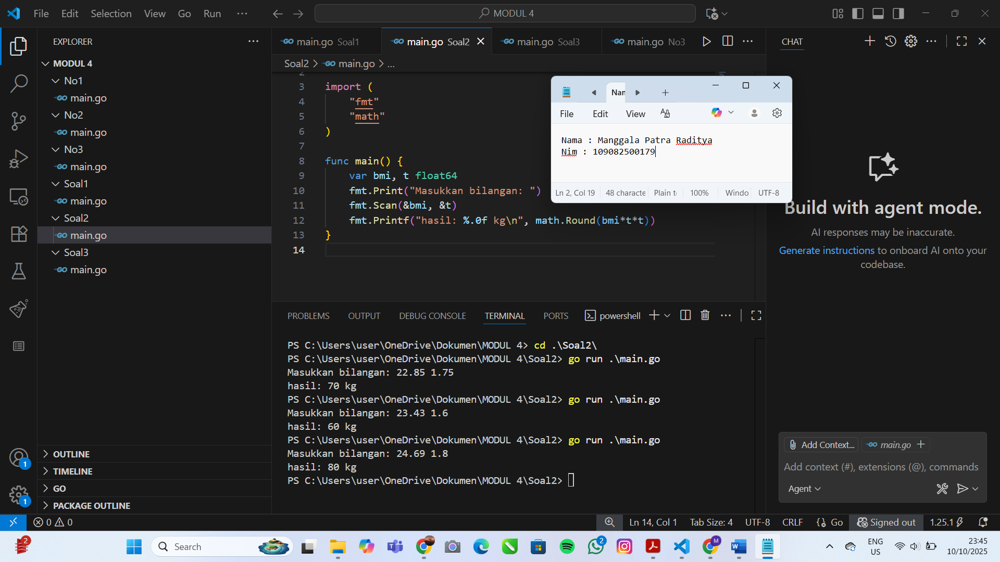 File Edit Selection View Go Run ... MODUL 4
EXPLORER
MODUL 4
No1
main.go
No2
main.go
No3
main.go
Soal1
main.go
Soal2
main.go
Soal3
main.go
OUTLINE
TIMELINE
GO
PACKAGE OUTLINE
main.go Soal1 main.go Soal2 main.go Soal3 main.go No3
Soal2 > main.go > ...
2
3 import (
4 "fmt"
5 "math"
6 )
7
8 func main() {
9 var bmi, t float64
10 fmt.Print("Masukkan bilangan: ")
11 fmt.Scan(&bmi, &t)
12 fmt.Printf("hasil: %.0f kg\n", math.Round(bmi*t*t))
13 }
14
Nam
File Edit View
Nama : Manggala Patra Raditya
Nim : 109082500179
Ln 2, Col 19 48 characte Plain t 100% Windo UTF-8
PROBLEMS OUTPUT DEBUG CONSOLE TERMINAL PORTS powershell
PS C:\Users\user\OneDrive\Dokumen\MODUL 4> cd .\Soal2\
PS C:\Users\user\OneDrive\Dokumen\MODUL 4\Soal2> go run .\main.go
Masukkan bilangan: 22.85 1.75
hasil: 70 kg
PS C:\Users\user\OneDrive\Dokumen\MODUL 4\Soal2> go run .\main.go
Masukkan bilangan: 23.43 1.6
hasil: 60 kg
PS C:\Users\user\OneDrive\Dokumen\MODUL 4\Soal2> go run .\main.go
Masukkan bilangan: 24.69 1.8
hasil: 80 kg
PS C:\Users\user\OneDrive\Dokumen\MODUL 4\Soal2>
CHAT
Build with agent mode.
AI responses may be inaccurate.
Generate instructions to onboard AI onto your
codebase.
Add Context... main.go
Add context (#), extensions (@), commands
Agent
1
1
0 0 Ln 14, Col 1 Tab Size: 4 UTF-8 CRLF Go Signed out 1.25.1
2 Search 2 M ENG
US
23:45
10/10/2025